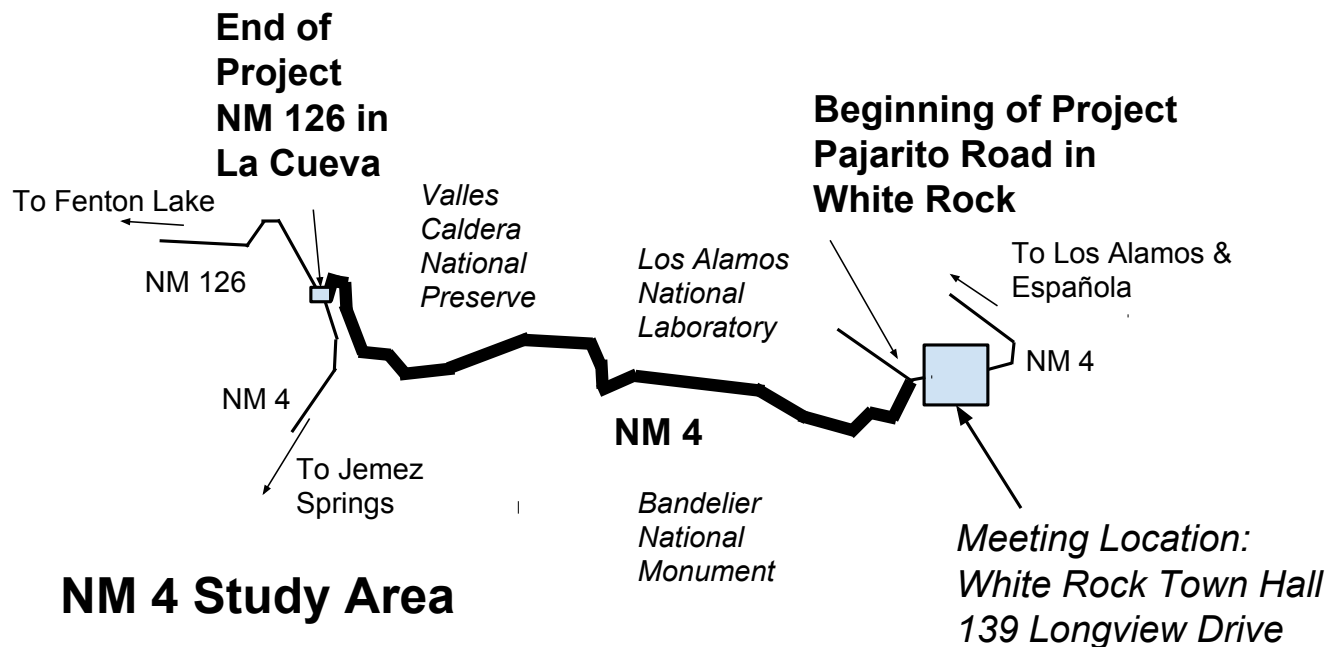 End of
Project
NM 126 in
La Cueva
Beginning of Project
Pajarito Road in
White Rock
To Fenton Lake
NM 126
Valles
Caldera
National
Preserve
Los Alamos
National
Laboratory
To Los Alamos &
Española
NM 4
NM 4
NM 4
To Jemez
Springs
Bandelier
National
Monument
Meeting Location:
White Rock Town Hall
139 Longview Drive
NM 4 Study Area